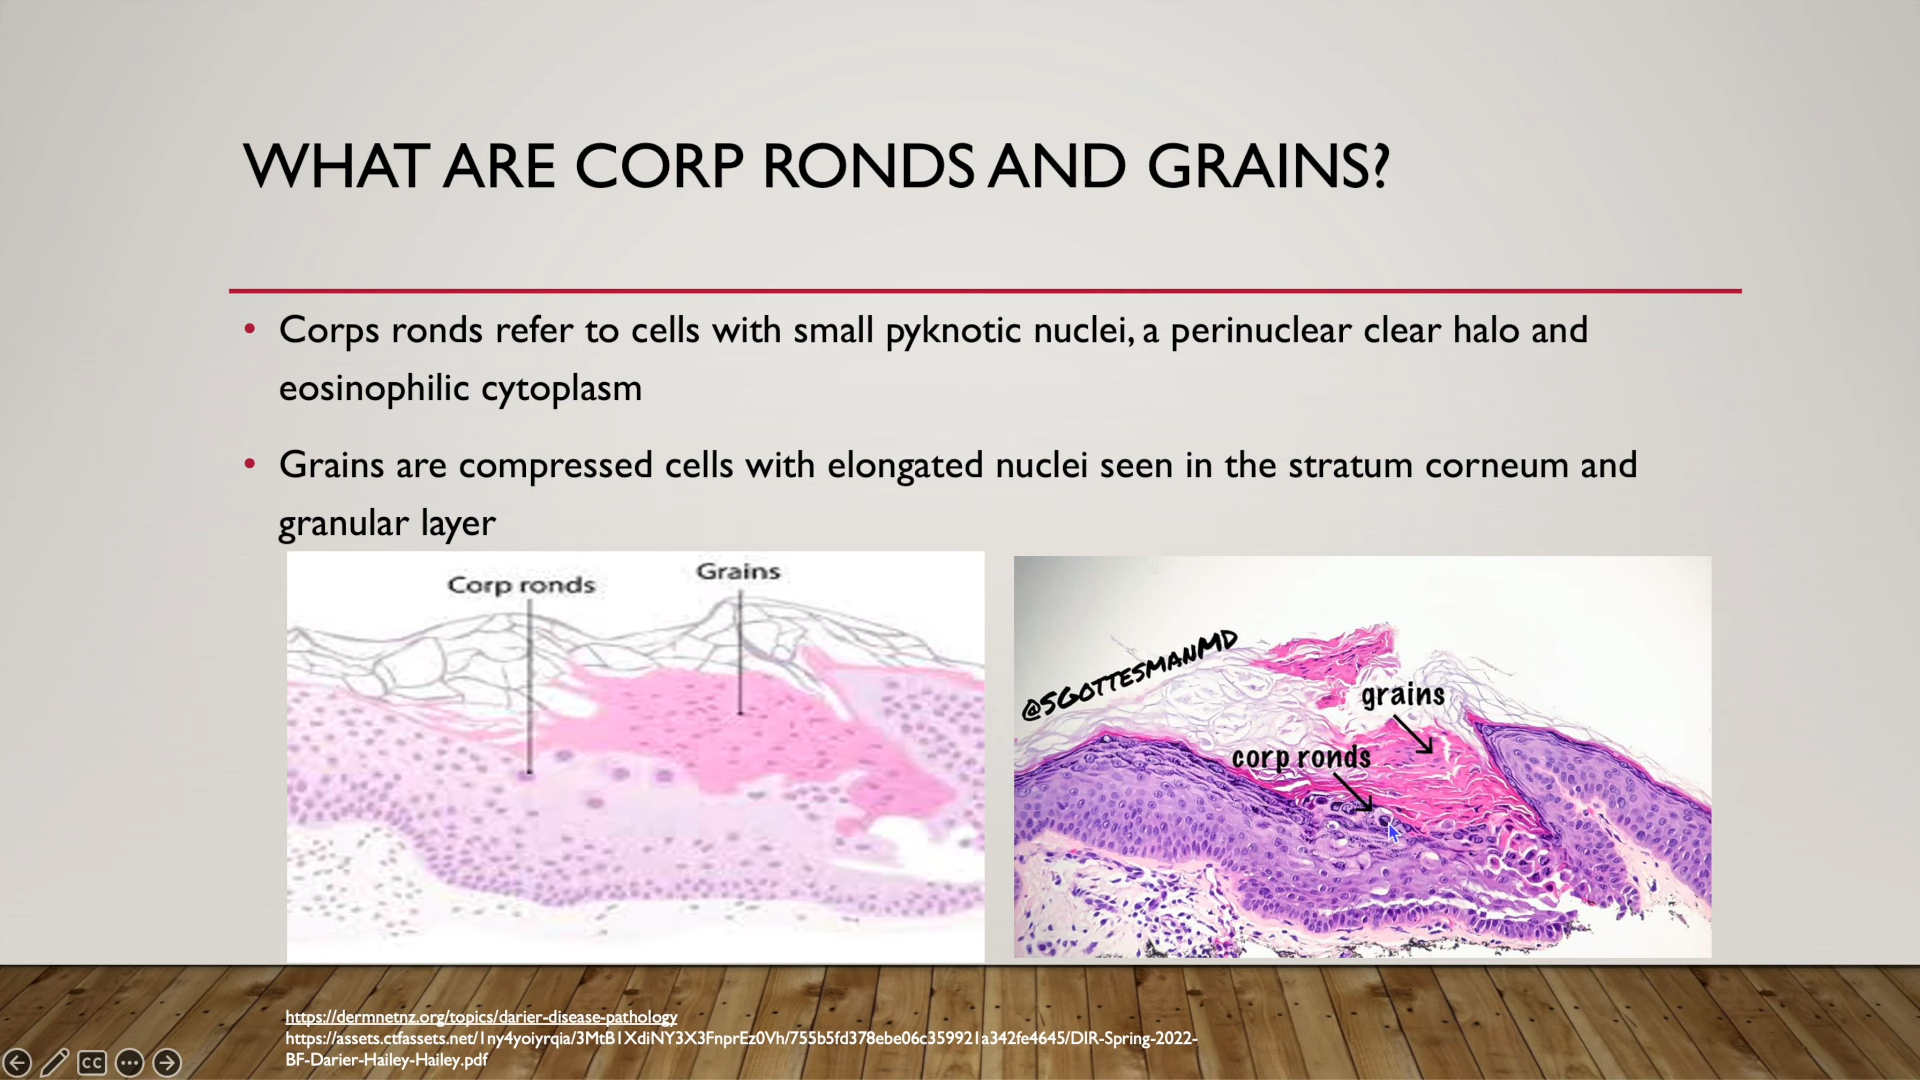 WHAT ARE CORP RONDS AND GRAINS?
• Corps ronds refer to cells with small pyknotic nuclei, a perinuclear clear halo and
eosinophilic cytoplasm
• Grains are compressed cells with elongated nuclei seen in the stratum corneum and
granular layer
Corp ronds
Grains
@SGOTTESMANMD
grains
corp ronds
https://dermnetnz.org/topics/darier-disease-pathology
https://assets.ctfassets.net/1ny4yoiyrqia/3MtB1XdiNY3X3FnprEz0Vh/755b5fd378ebe06c359921a342fe4645/DIR-Spring-2022-
BF-Darier-Hailey-Hailey.pdf
CC